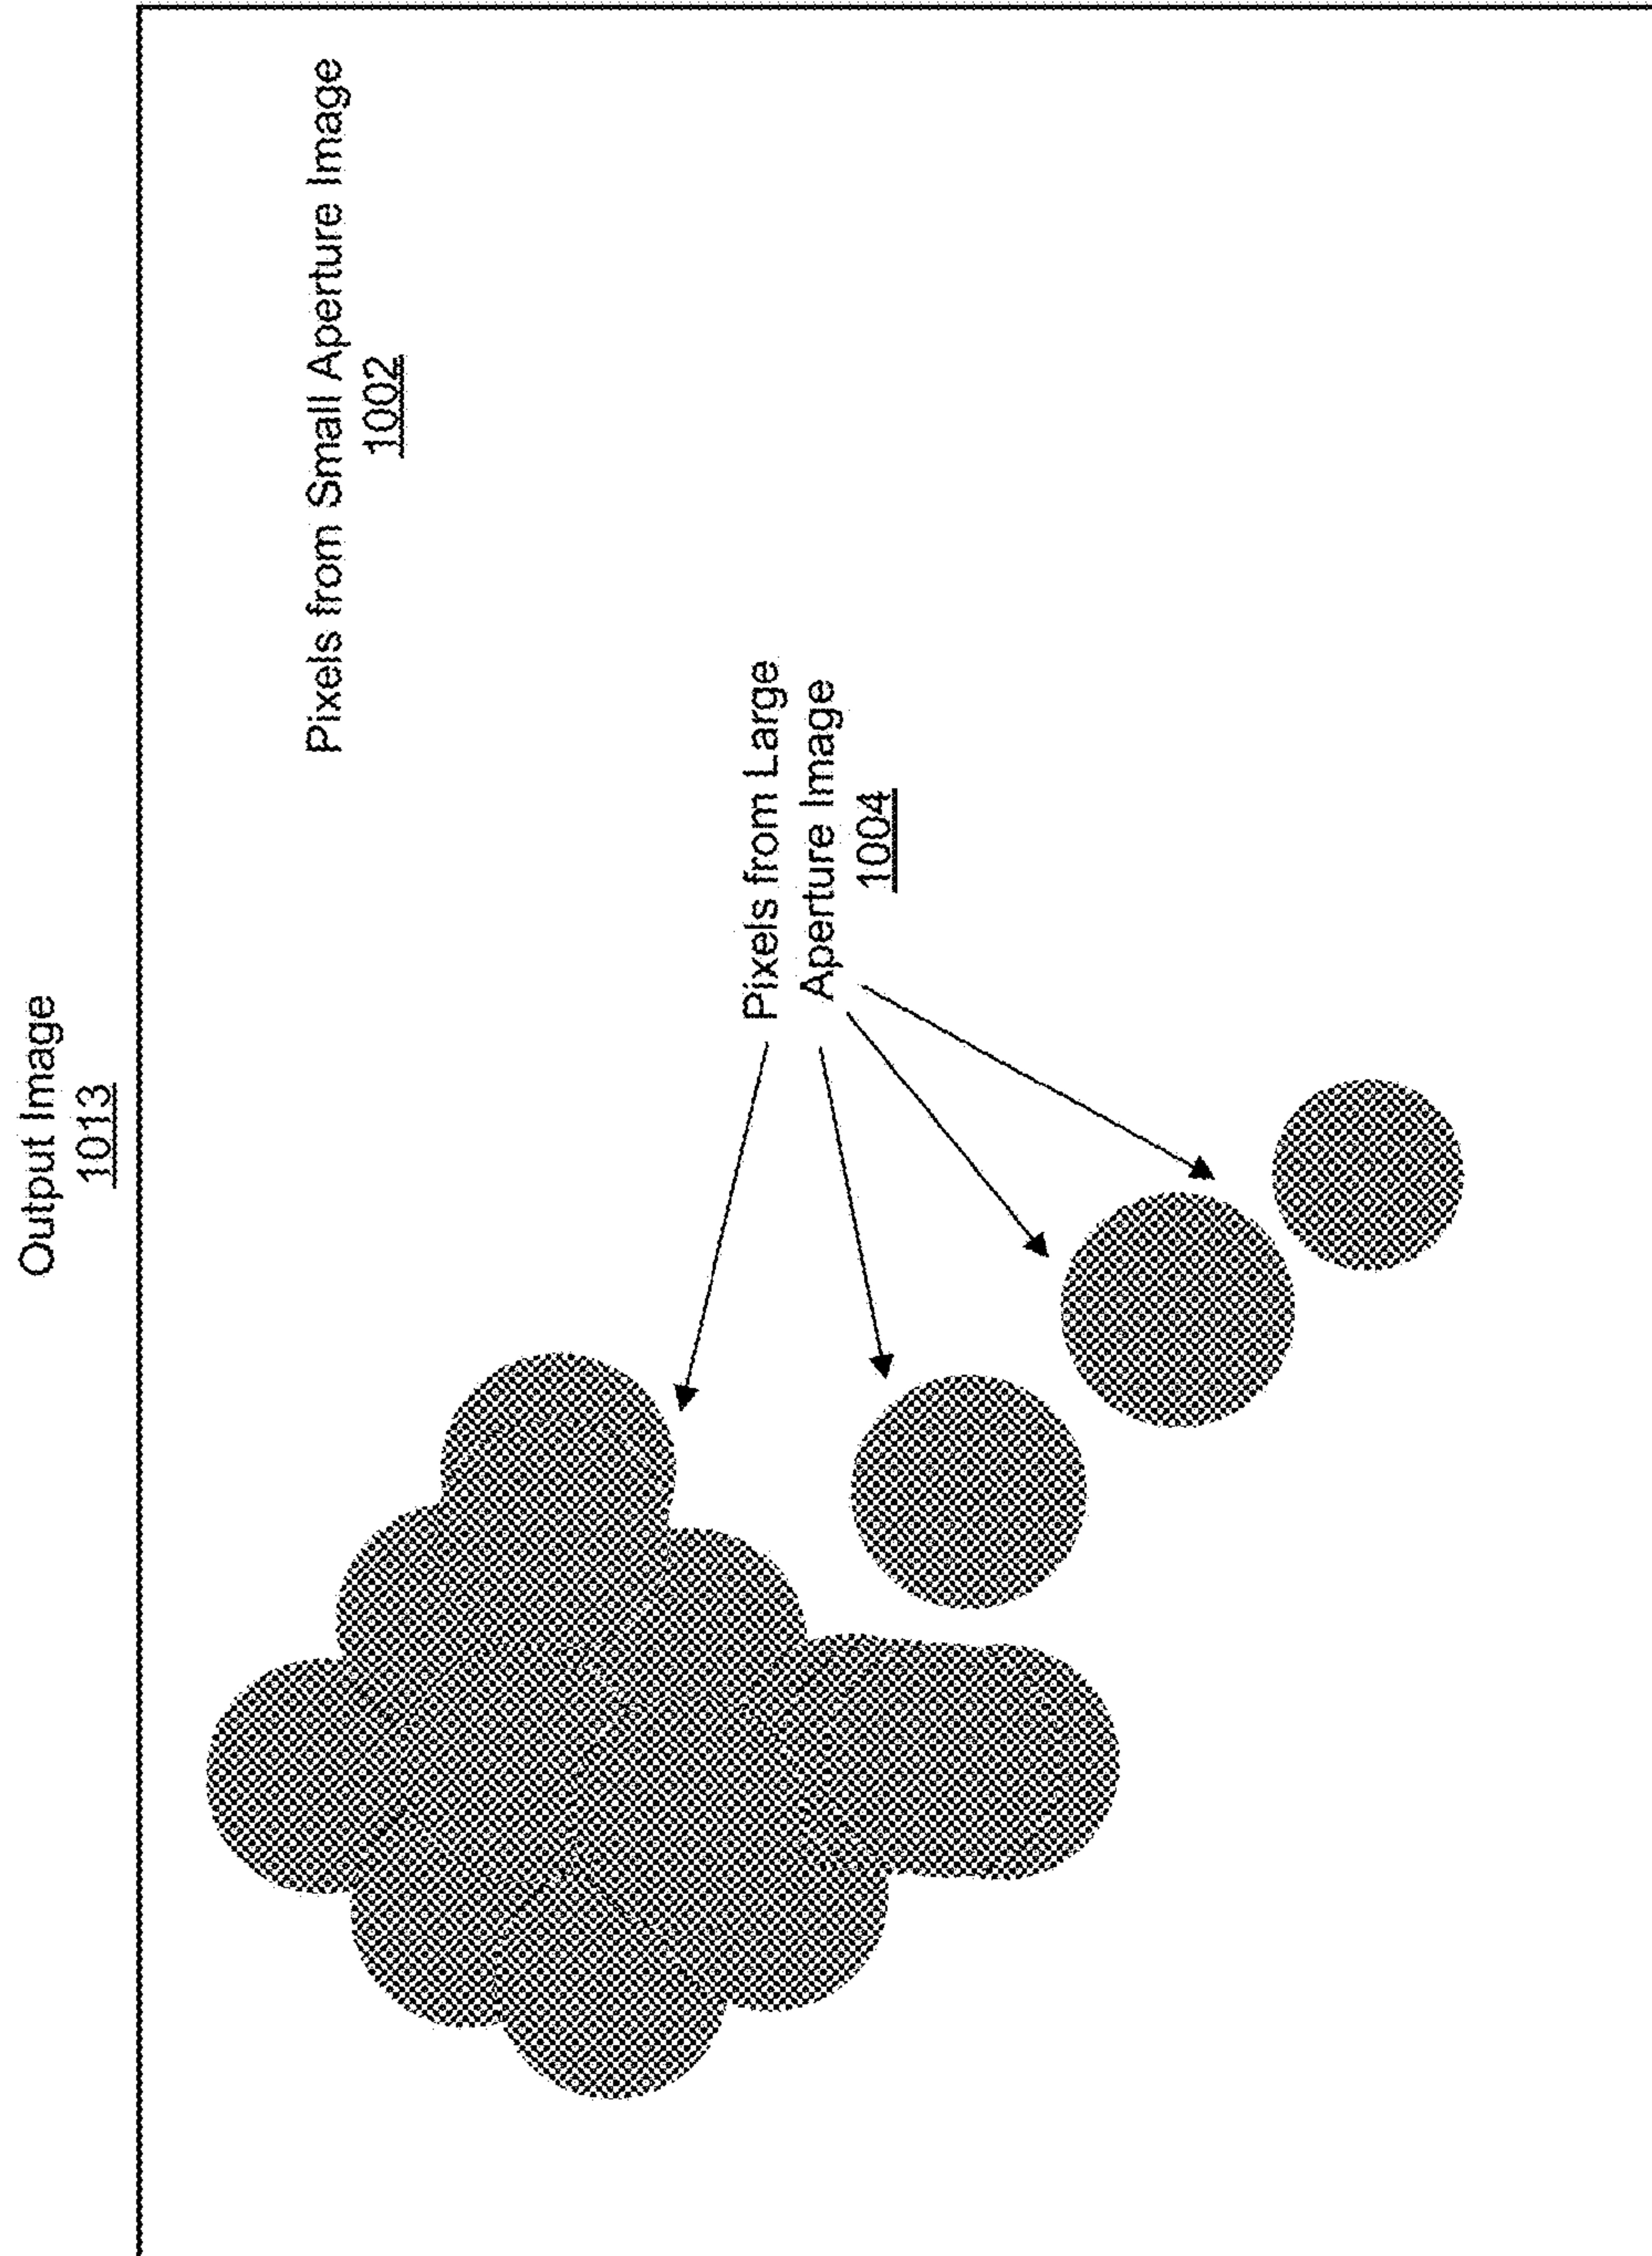 Output Image
1013
Pixels from Small Aperture Image
1002
Pixels from Large
Aperture Image
1004